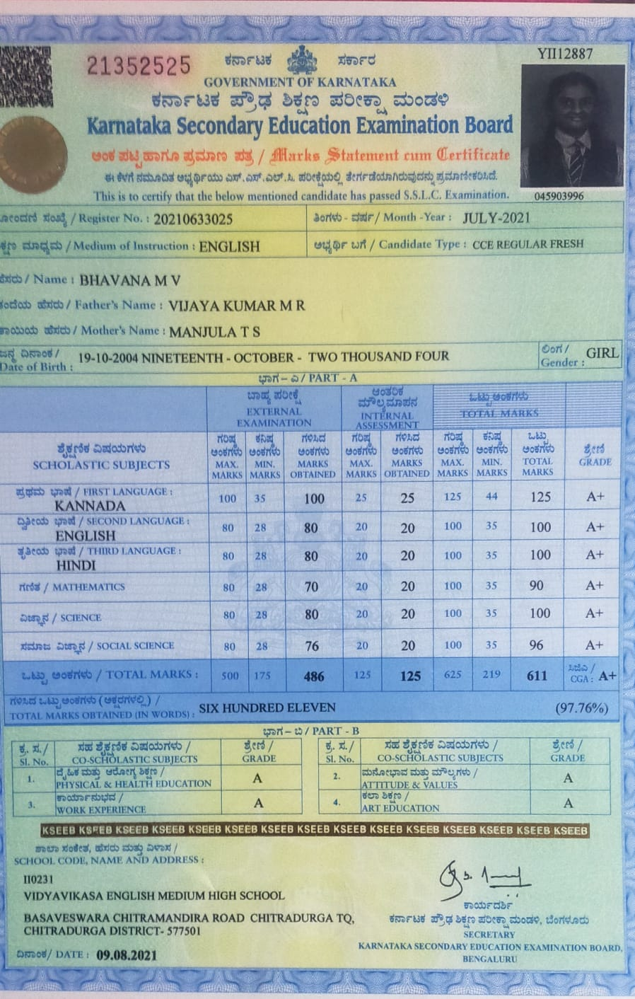 YII12887
21352525
ಕರ್ನಾಟಕ ಸರ್ಕಾರ
GOVERNMENT OF KARNATAKA
ಕರ್ನಾಟಕ ಪ್ರೌಢ ಶಿಕ್ಷಣ ಪರೀಕ್ಷಾ ಮಂಡಳಿ
Karnataka Secondary Education Examination Board
ಅಂಕ ಪಟ್ಟಿ ಹಾಗೂ ಪ್ರಮಾಣ ಪತ್ರ / Marks Statement cum Certificate
ಈ ಕೆಳಗೆ ನಮೂದಿತ ಅಭ್ಯರ್ಥಿಯು ಎಸ್.ಎಸ್.ಎಲ್.ಸಿ. ಪರೀಕ್ಷೆಯಲ್ಲಿ ತೇರ್ಗಡೆಯಾಗಿರುವುದನ್ನು ಪ್ರಮಾಣೀಕರಿಸಿದೆ.
This is to certify that the below mentioned candidate has passed S.S.L.C. Examination.
045903996
ಸಂಖ್ಯೆ / Register No. : 20210633025 ತಿಂಗಳು - ವರ್ಷ / Month -Year : JULY-2021
ಮಾಧ್ಯಮ / Medium of Instruction : ENGLISH ಅಭ್ಯರ್ಥಿ ಬಗೆ / Candidate Type : CCE REGULAR FRESH
ಹೆಸರು / Name : BHAVANA M V
ತಂದೆಯ ಹೆಸರು / Father's Name : VIJAYA KUMAR M R
ತಾಯಿಯ ಹೆಸರು / Mother's Name : MANJULA T S
ಜನ್ಮ ದಿನಾಂಕ / Date of Birth : 19-10-2004 NINETEENTH - OCTOBER - TWO THOUSAND FOUR ಲಿಂಗ / Gender : GIRL
ಭಾಗ – ಎ / PART - A
ಬಾಹ್ಯ ಪರೀಕ್ಷೆ EXTERNAL EXAMINATION ಆಂತರಿಕ ಮೌಲ್ಯಮಾಪನ INTERNAL ASSESSMENT ಒಟ್ಟು ಅಂಕಗಳು TOTAL MARKS
ಶೈಕ್ಷಣಿಕ ವಿಷಯಗಳು SCHOLASTIC SUBJECTS ಗರಿಷ್ಠ ಅಂಕಗಳು MAX. MARKS ಕನಿಷ್ಠ ಅಂಕಗಳು MIN. MARKS ಗಳಿಸಿದ ಅಂಕಗಳು MARKS OBTAINED ಗರಿಷ್ಠ ಅಂಕಗಳು MAX. MARKS ಗಳಿಸಿದ ಅಂಕಗಳು MARKS OBTAINED ಗರಿಷ್ಠ ಅಂಕಗಳು MAX. MARKS ಕನಿಷ್ಠ ಅಂಕಗಳು MIN. MARKS ಒಟ್ಟು ಅಂಕಗಳು TOTAL MARKS ಶ್ರೇಣಿ GRADE
ಪ್ರಥಮ ಭಾಷೆ / FIRST LANGUAGE :
KANNADA 100 35 100 25 25 125 44 125 A+
ದ್ವಿತೀಯ ಭಾಷೆ / SECOND LANGUAGE :
ENGLISH 80 28 80 20 20 100 35 100 A+
ತೃತೀಯ ಭಾಷೆ / THIRD LANGUAGE :
HINDI 80 28 80 20 20 100 35 100 A+
ಗಣಿತ / MATHEMATICS 80 28 70 20 20 100 35 90 A+
ವಿಜ್ಞಾನ / SCIENCE 80 28 80 20 20 100 35 100 A+
ಸಮಾಜ ವಿಜ್ಞಾನ / SOCIAL SCIENCE 80 28 76 20 20 100 35 96 A+
ಒಟ್ಟು ಅಂಕಗಳು / TOTAL MARKS : 500 175 486 125 125 625 219 611 ಸಿಜಿಎ / CGA : A+
ಗಳಿಸಿದ ಒಟ್ಟು ಅಂಕಗಳು (ಅಕ್ಷರಗಳಲ್ಲಿ) /
TOTAL MARKS OBTAINED (IN WORDS) : SIX HUNDRED ELEVEN (97.76%)
ಭಾಗ – ಬಿ / PART - B
ಕ್ರ. ಸ. / Sl. No. ಸಹ ಶೈಕ್ಷಣಿಕ ವಿಷಯಗಳು / CO-SCHOLASTIC SUBJECTS ಶ್ರೇಣಿ / GRADE ಕ್ರ. ಸ. / Sl. No. ಸಹ ಶೈಕ್ಷಣಿಕ ವಿಷಯಗಳು / CO-SCHOLASTIC SUBJECTS ಶ್ರೇಣಿ / GRADE
1. ದೈಹಿಕ ಮತ್ತು ಆರೋಗ್ಯ ಶಿಕ್ಷಣ / PHYSICAL & HEALTH EDUCATION A 2. ಮನೋಭಾವ ಮತ್ತು ಮೌಲ್ಯಗಳು / ATTITUDE & VALUES A
3. ಕಾರ್ಯಾನುಭವ / WORK EXPERIENCE A 4. ಕಲಾ ಶಿಕ್ಷಣ / ART EDUCATION A
KSEEB KSEEB KSEEB KSEEB KSEEB KSEEB KSEEB KSEEB KSEEB KSEEB KSEEB KSEEB KSEEB KSEEB KSEEB
ಶಾಲಾ ಸಂಕೇತ, ಹೆಸರು ಮತ್ತು ವಿಳಾಸ /
SCHOOL CODE, NAME AND ADDRESS :
II0231
VIDYAVIKASA ENGLISH MEDIUM HIGH SCHOOL
BASAVESWARA CHITRAMANDIRA ROAD CHITRADURGA TQ,
CHITRADURGA DISTRICT- 577501
ದಿನಾಂಕ/ DATE : 09.08.2021
ಕಾರ್ಯದರ್ಶಿ
ಕರ್ನಾಟಕ ಪ್ರೌಢ ಶಿಕ್ಷಣ ಪರೀಕ್ಷಾ ಮಂಡಳಿ, ಬೆಂಗಳೂರು
SECRETARY
KARNATAKA SECONDARY EDUCATION EXAMINATION BOARD,
BENGALURU